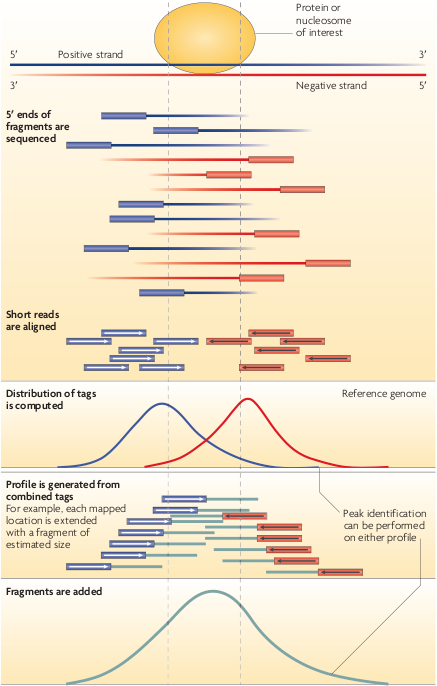 Protein or
nucleosome
of interest
5′ Positive strand 3′
3′ Negative strand 5′
5′ ends of
fragments are
sequenced
Short reads
are aligned
Distribution of tags
is computed
Reference genome
Profile is generated from
combined tags
For example, each mapped
location is extended
with a fragment of
estimated size
Peak identification
can be performed
on either profile
Fragments are added